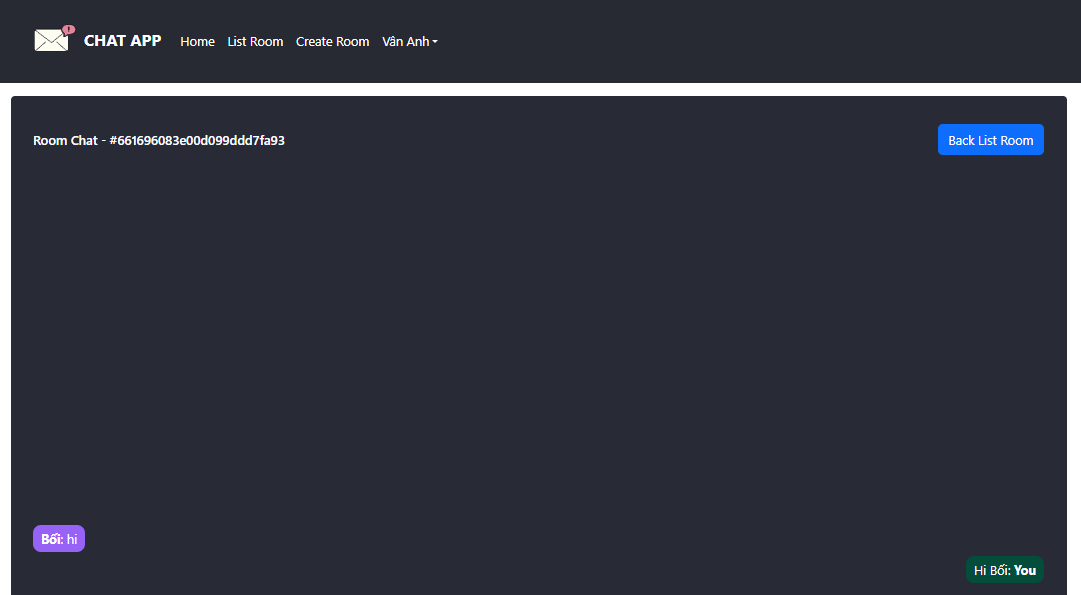 CHAT APP Home List Room Create Room Vân Anh
Room Chat - #661696083e00d099ddd7fa93 Back List Room
Bối: hi
Hi Bối: You